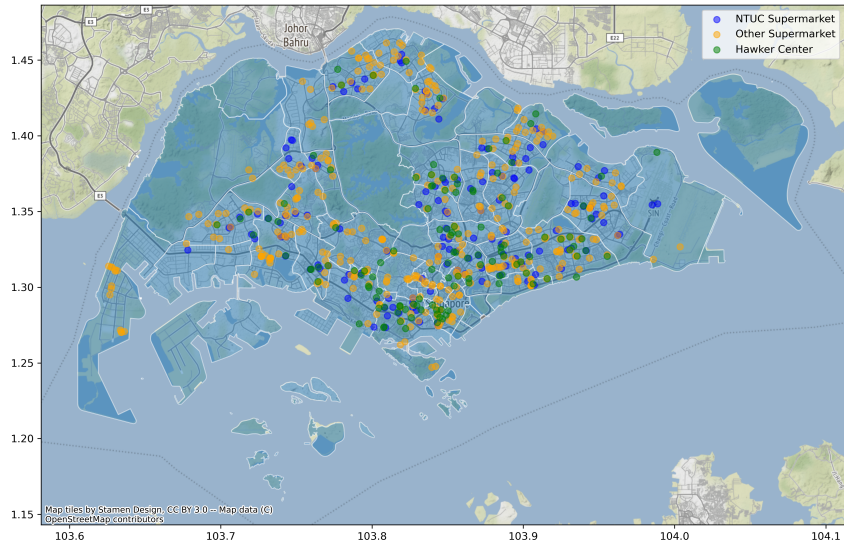 NTUC Supermarket
Other Supermarket
Hawker Center
E3
E3
E22
Johor
Bahru
E3
SIN
1.45
1.40
1.35
1.30
1.25
1.20
1.15
Map tiles by Stamen Design, CC BY 3.0 -- Map data (C)
OpenStreetMap contributors
103.6
103.7
103.8
103.9
104.0
104.1